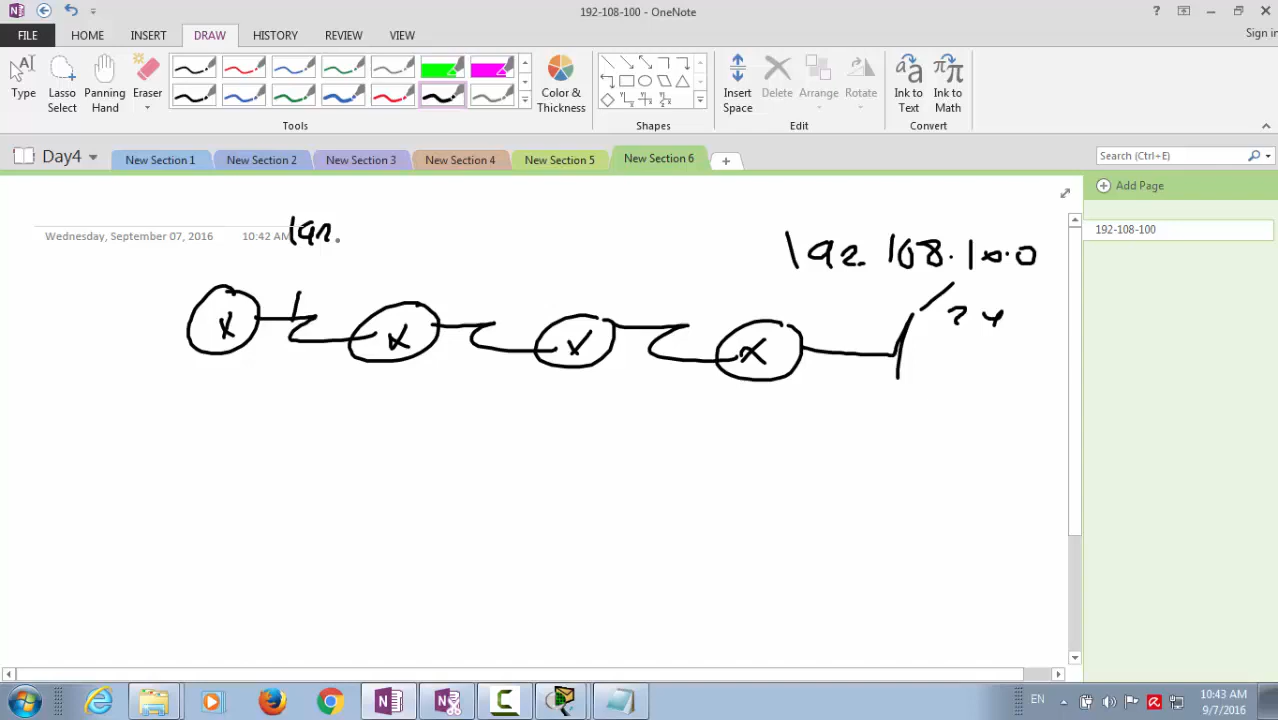 192-108-100 - OneNote
?
Sign in
FILE HOME INSERT DRAW HISTORY REVIEW VIEW
Type Lasso Select Panning Hand Eraser
Color & Thickness
Insert Space Delete Arrange Rotate
Ink to Text Ink to Math
Tools Shapes Edit Convert
Day4 New Section 1 New Section 2 New Section 3 New Section 4 New Section 5 New Section 6
Search (Ctrl+E)
Add Page
192-108-100
Wednesday, September 07, 2016 10:42 AM
192.
192.108.100.0
/24
X X X X
EN
10:43 AM
9/7/2016